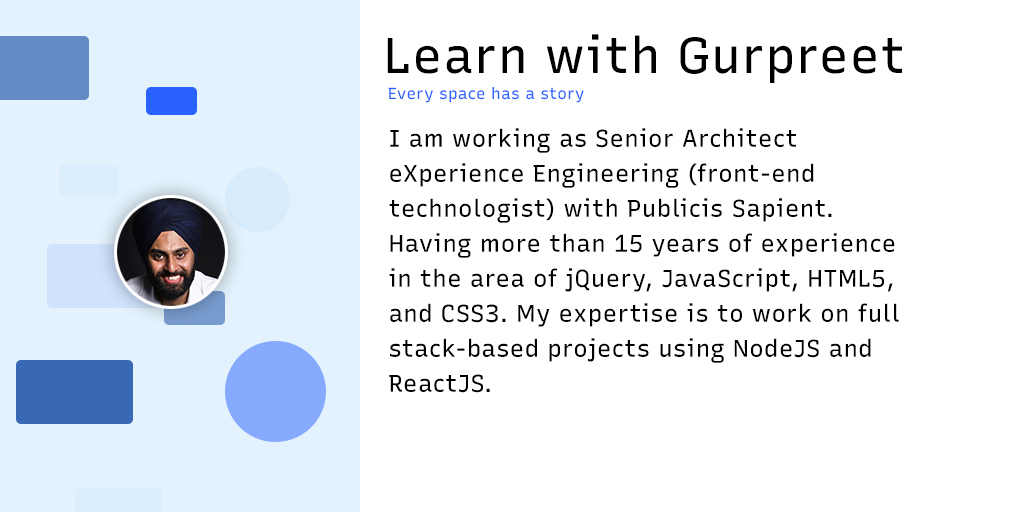 Learn with Gurpreet
Every space has a story
I am working as Senior Architect
eXperience Engineering (front-end
technologist) with Publicis Sapient.
Having more than 15 years of experience
in the area of jQuery, JavaScript, HTML5,
and CSS3. My expertise is to work on full
stack-based projects using NodeJS and
ReactJS.